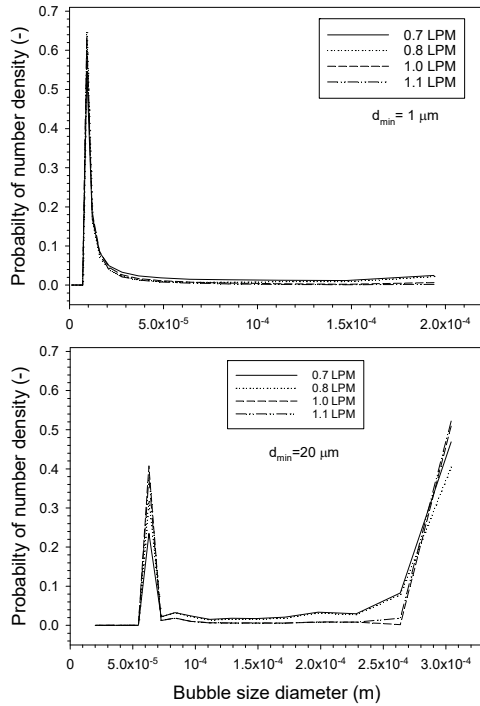 Probabilty of number density (-)
0.7
0.6
0.5
0.4
0.3
0.2
0.1
0.0
0.7 LPM
0.8 LPM
1.0 LPM
1.1 LPM
dmin= 1 μm
0 5.0x10-5 10-4 1.5x10-4 2.0x10-4
Probability of number density (-)
0.7
0.6
0.5
0.4
0.3
0.2
0.1
0.0
0.7 LPM
0.8 LPM
1.0 LPM
1.1 LPM
dmin=20 μm
0 5.0x10-5 10-4 1.5x10-4 2.0x10-4 2.5x10-4 3.0x10-4
Bubble size diameter (m)